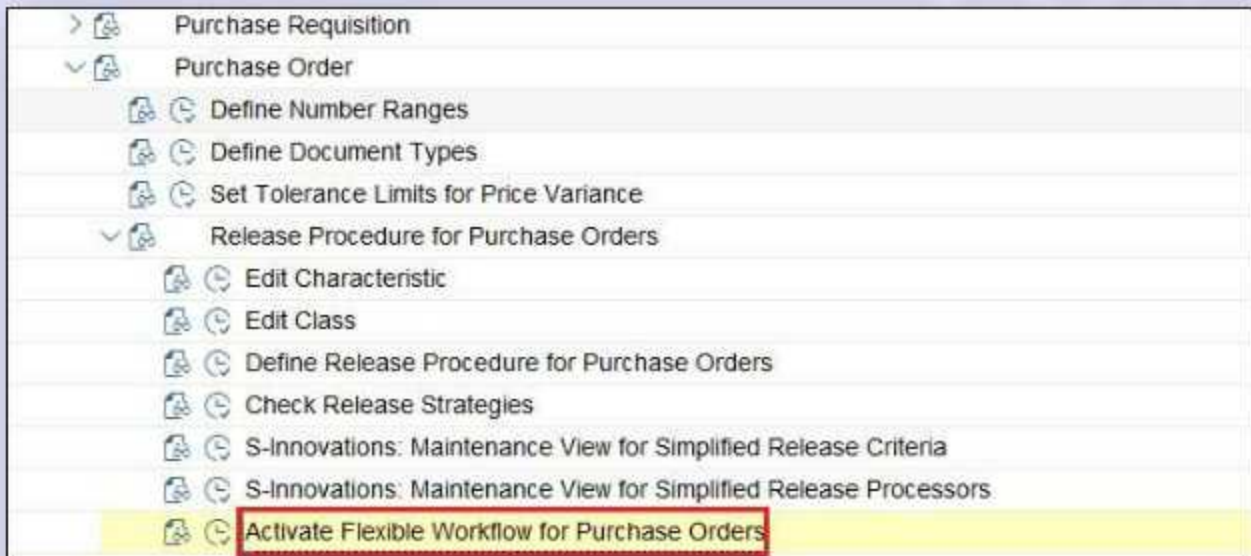 Purchase Requisition
Purchase Order
Define Number Ranges
Define Document Types
Set Tolerance Limits for Price Variance
Release Procedure for Purchase Orders
Edit Characteristic
Edit Class
Define Release Procedure for Purchase Orders
Check Release Strategies
S-Innovations: Maintenance View for Simplified Release Criteria
S-Innovations: Maintenance View for Simplified Release Processors
Activate Flexible Workflow for Purchase Orders